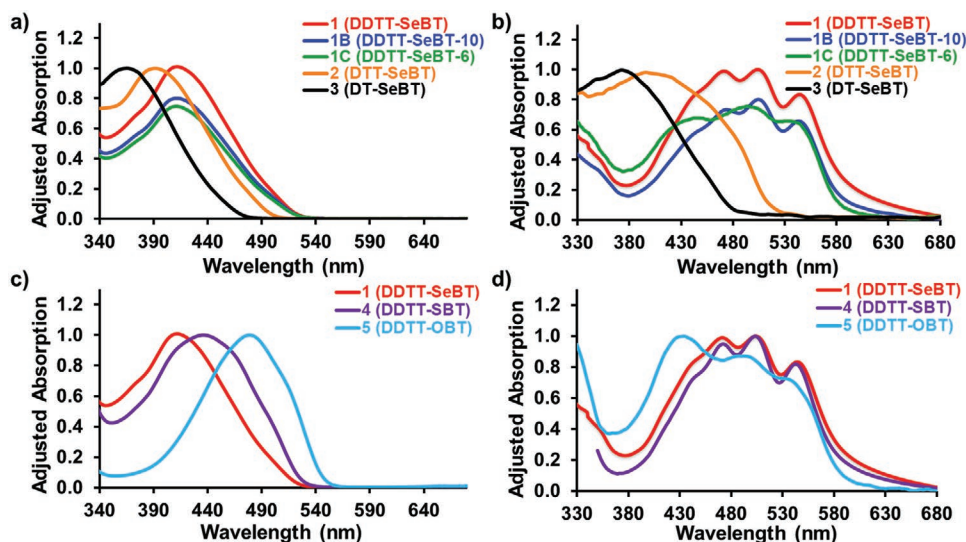 a)
1 (DDTT-SeBT)
1B (DDTT-SeBT-10)
1C (DDTT-SeBT-6)
2 (DTT-SeBT)
3 (DT-SeBT)
Adjusted Absorption
1.2
1.0
0.8
0.6
0.4
0.2
0.0
340 390 440 490 540 590 640
Wavelength (nm)
b)
1 (DDTT-SeBT)
1B (DDTT-SeBT-10)
1C (DDTT-SeBT-6)
2 (DTT-SeBT)
3 (DT-SeBT)
Adjusted Absorption
1.2
1.0
0.8
0.6
0.4
0.2
0.0
330 380 430 480 530 580 630 680
Wavelength (nm)
c)
1 (DDTT-SeBT)
4 (DDTT-SBT)
5 (DDTT-OBT)
Adjusted Absorption
1.2
1.0
0.8
0.6
0.4
0.2
0.0
340 390 440 490 540 590 640
Wavelength (nm)
d)
1 (DDTT-SeBT)
4 (DDTT-SBT)
5 (DDTT-OBT)
Adjusted Absorption
1.2
1.0
0.8
0.6
0.4
0.2
0.0
330 380 430 480 530 580 630 680
Wavelength (nm)